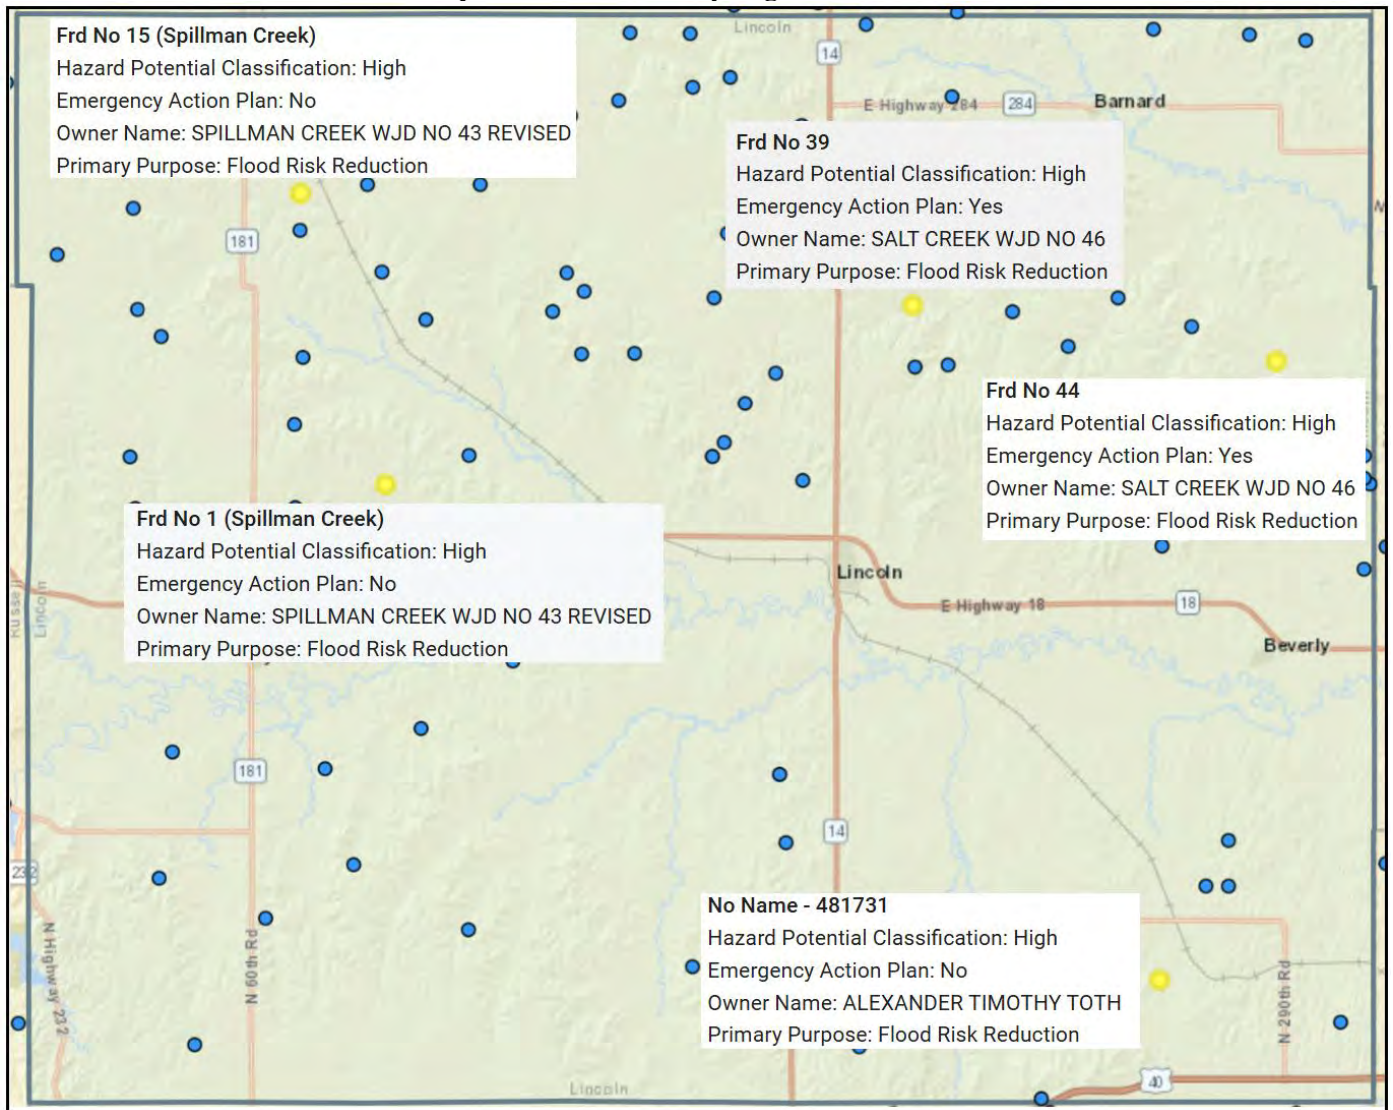 Lincoln
Frd No 15 (Spillman Creek)
Hazard Potential Classification: High
Emergency Action Plan: No
Owner Name: SPILLMAN CREEK WJD NO 43 REVISED
Primary Purpose: Flood Risk Reduction
14
E Highway 284
284
Barnard
Frd No 39
Hazard Potential Classification: High
Emergency Action Plan: Yes
Owner Name: SALT CREEK WJD NO 46
Primary Purpose: Flood Risk Reduction
181
Frd No 44
Hazard Potential Classification: High
Emergency Action Plan: Yes
Owner Name: SALT CREEK WJD NO 46
Primary Purpose: Flood Risk Reduction
Frd No 1 (Spillman Creek)
Hazard Potential Classification: High
Emergency Action Plan: No
Owner Name: SPILLMAN CREEK WJD NO 43 REVISED
Primary Purpose: Flood Risk Reduction
Russell
Lincoln
Lincoln
E Highway 18
18
Beverly
181
14
232
N Highway 232
N 60th Rd
No Name - 481731
Hazard Potential Classification: High
Emergency Action Plan: No
Owner Name: ALEXANDER TIMOTHY TOTH
Primary Purpose: Flood Risk Reduction
N 290th Rd
40
Lincoln